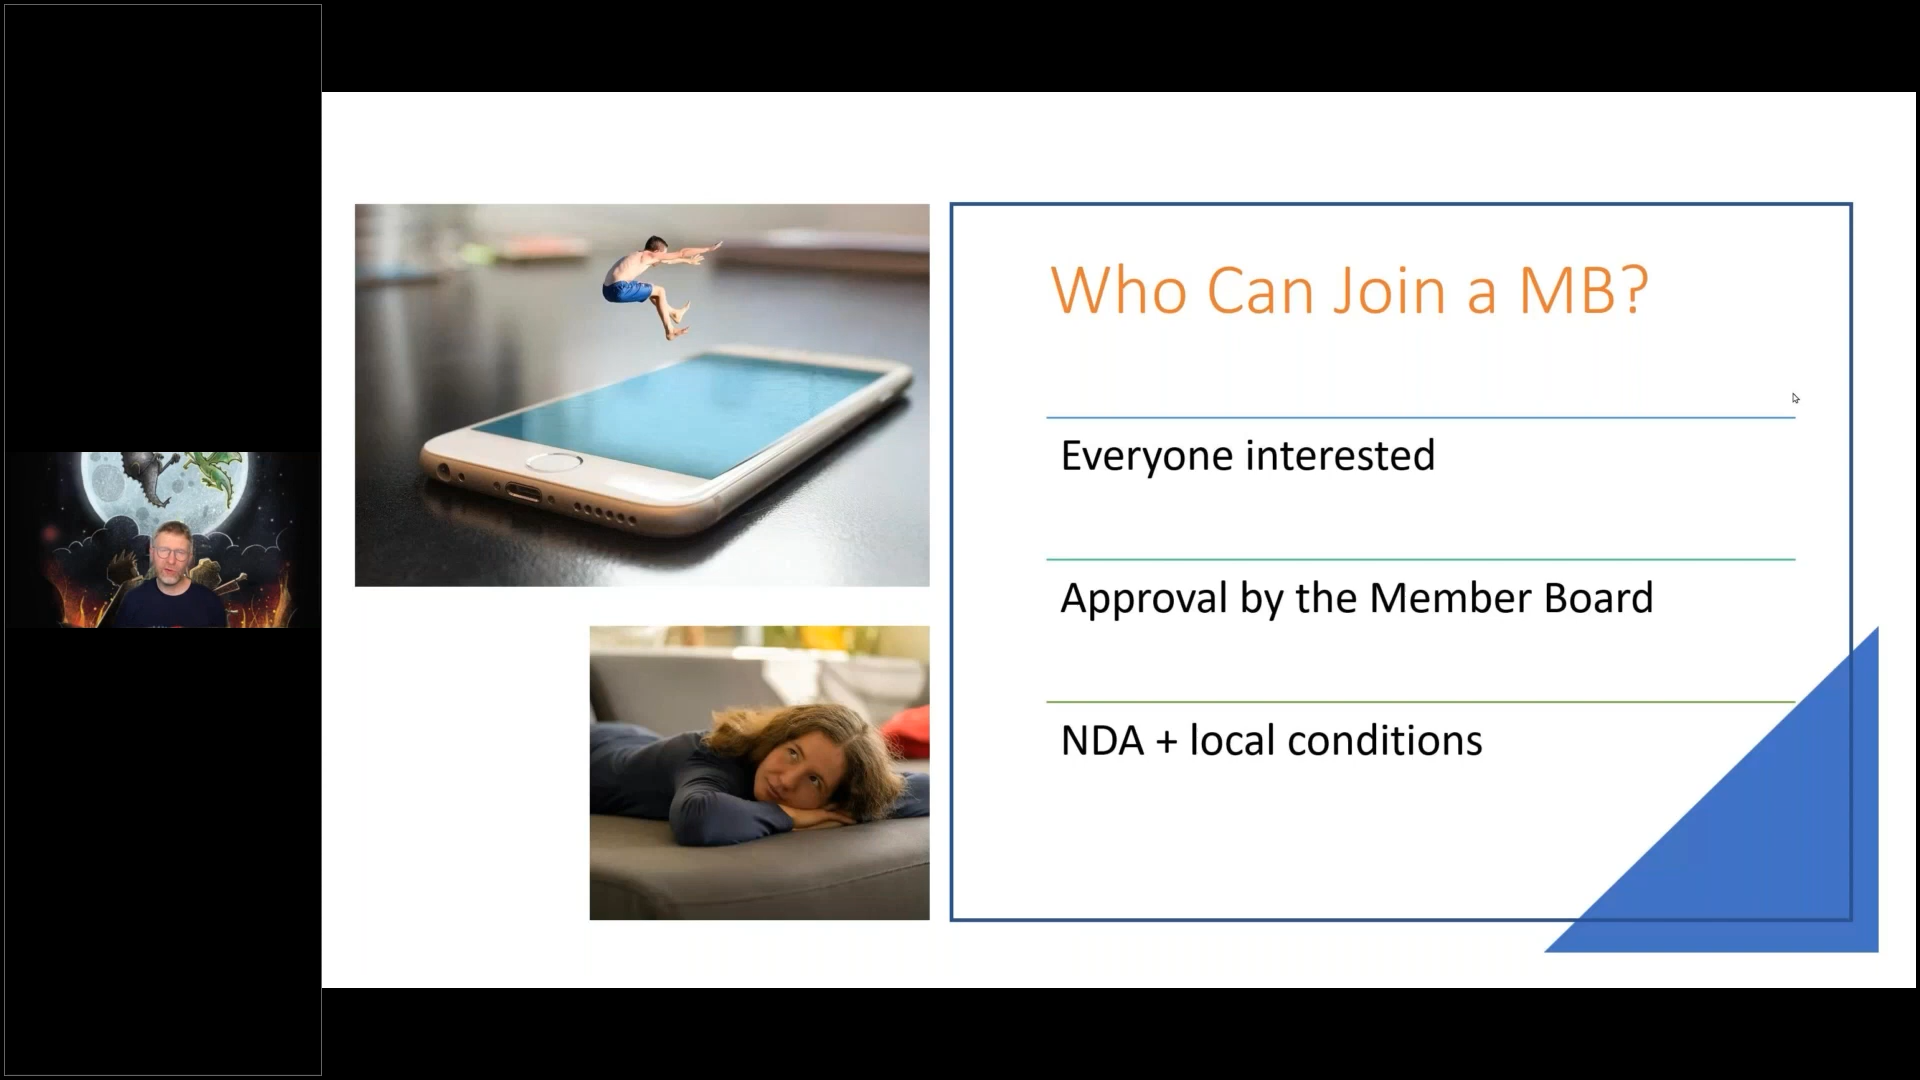 Who Can Join a MB?
Everyone interested
Approval by the Member Board
NDA + local conditions